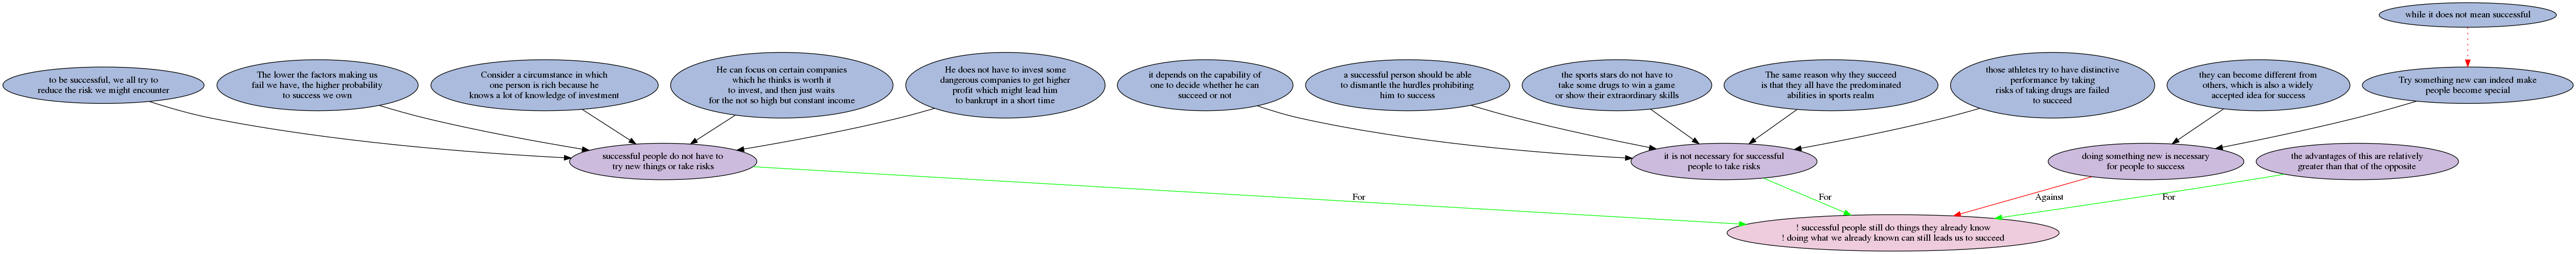 while it does not mean successful
to be successful, we all try to
reduce the risk we might encounter
The lower the factors making us
fail we have, the higher probability
to success we own
Consider a circumstance in which
one person is rich because he
knows a lot of knowledge of investment
He can focus on certain companies
which he thinks is worth it
to invest, and then just waits
for the not so high but constant income
He does not have to invest some
dangerous companies to get higher
profit which might lead him
to bankrupt in a short time
it depends on the capability of
one to decide whether he can
succeed or not
a successful person should be able
to dismantle the hurdles prohibiting
him to success
the sports stars do not have to
take some drugs to win a game
or show their extraordinary skills
The same reason why they succeed
is that they all have the predominated
abilities in sports realm
those athletes try to have distinctive
performance by taking
risks of taking drugs are failed
to succeed
they can become different from
others, which is also a widely
accepted idea for success
Try something new can indeed make
people become special
successful people do not have to
try new things or take risks
it is not necessary for successful
people to take risks
doing something new is necessary
for people to success
the advantages of this are relatively
greater than that of the opposite
For
For
Against
For
! successful people still do things they already know
! doing what we already known can still leads us to succeed